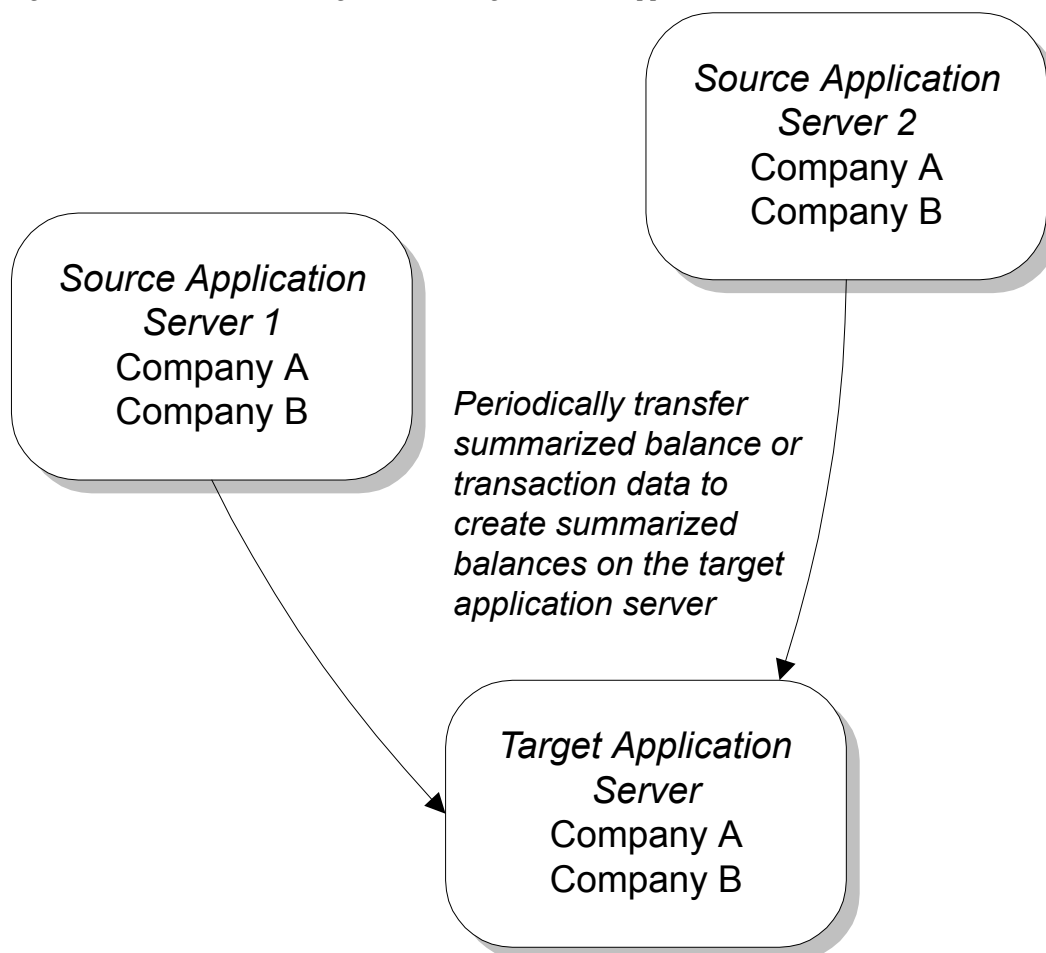 Source Application
Server 2
Company A
Company B
Source Application
Server 1
Company A
Company B
Periodically transfer
summarized balance or
transaction data to
create summarized
balances on the target
application server
Target Application
Server
Company A
Company B